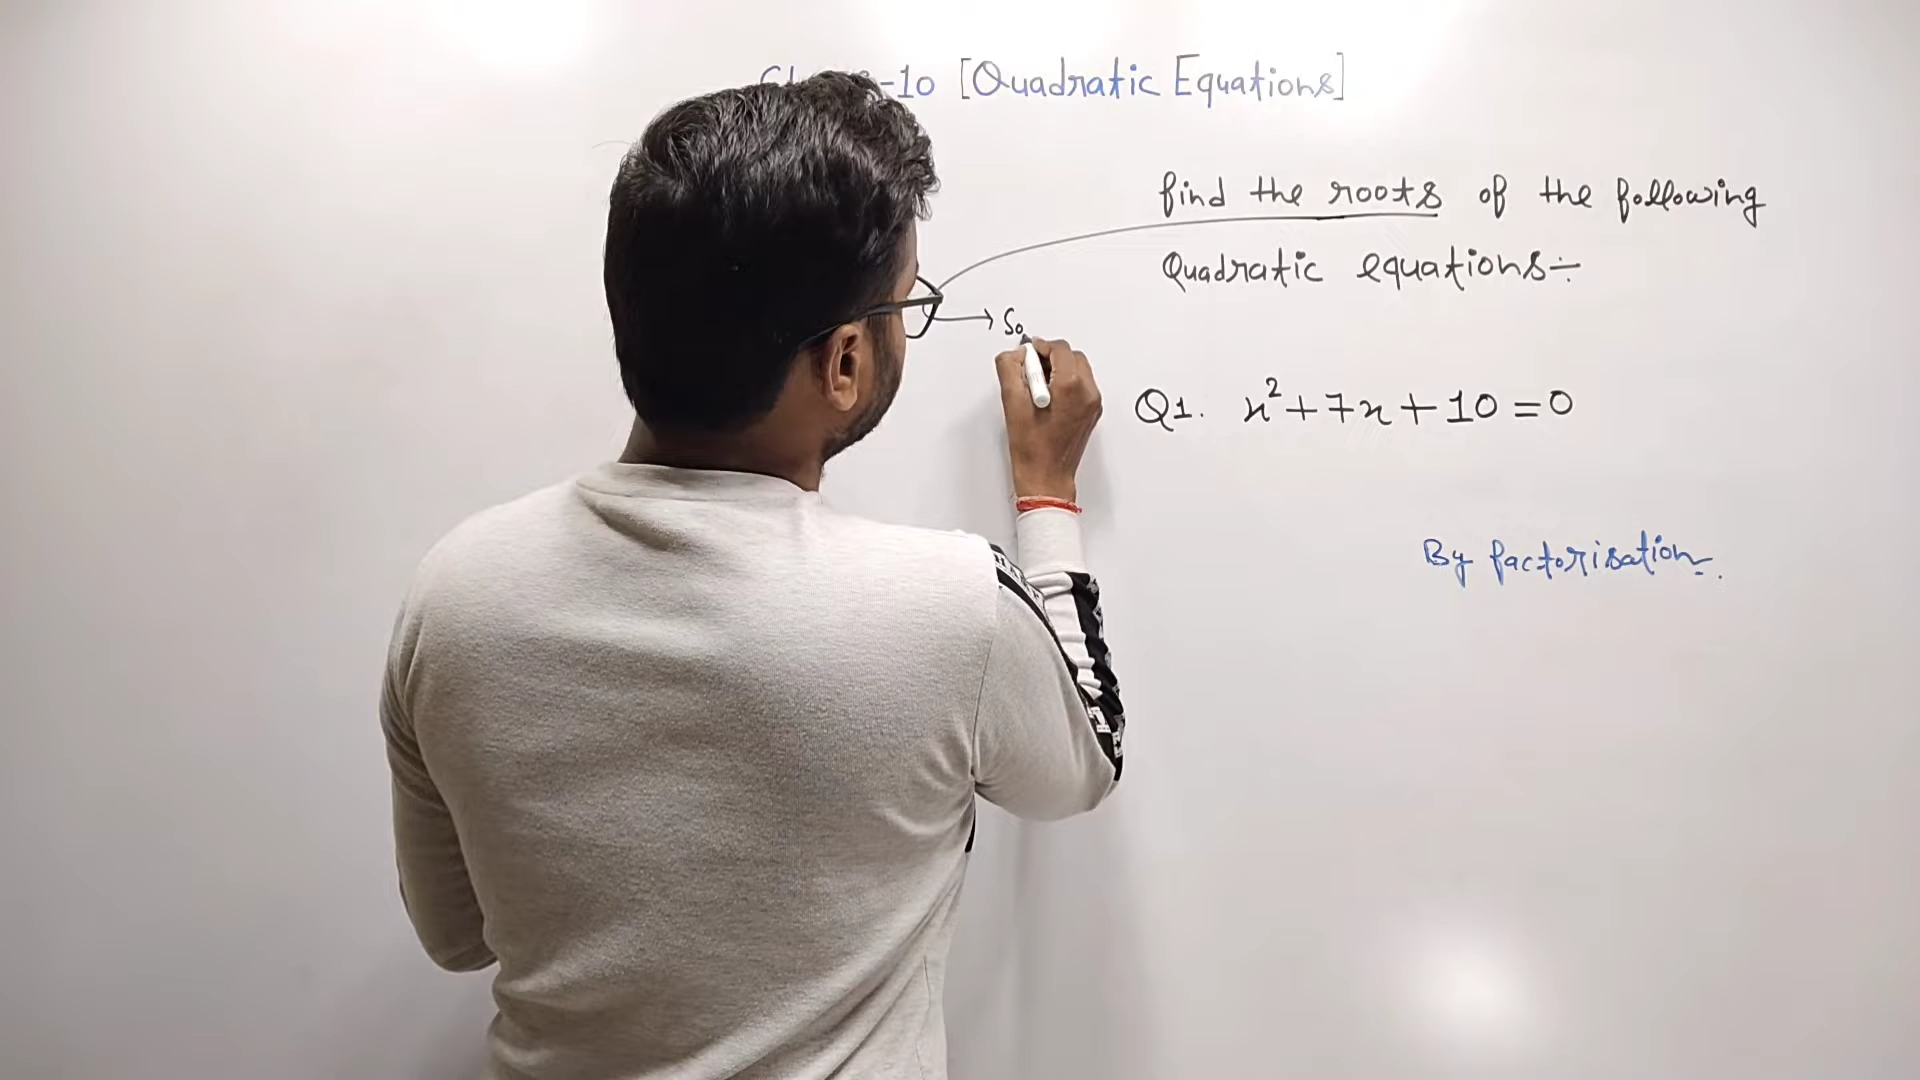 -10 [Quadratic Equations]
find the roots of the following
Quadratic equations÷
→ So
Q1. x²+7x+10=0
By factorisation.